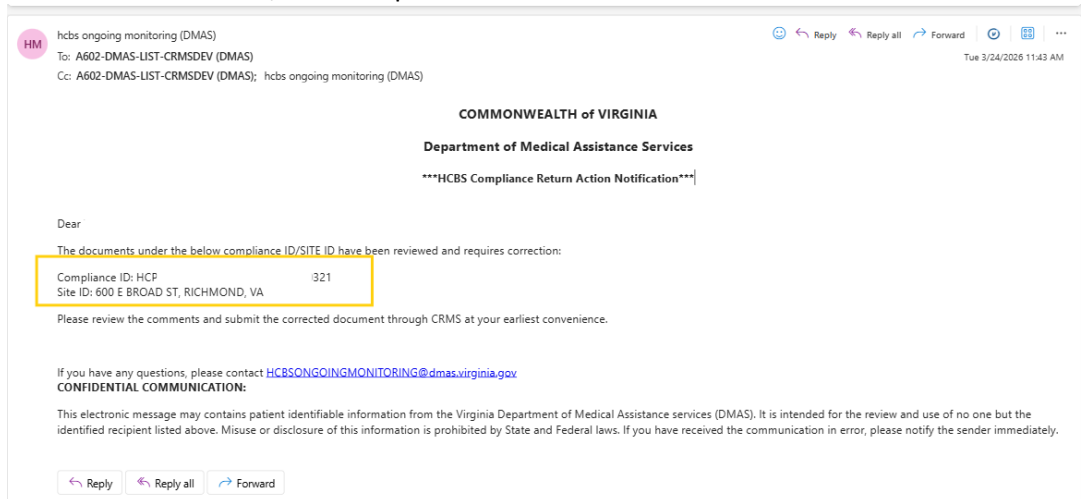 HM
hcbs ongoing monitoring (DMAS)
Reply Reply all Forward
To: A602-DMAS-LIST-CRMSDEV (DMAS)
Tue 3/24/2026 11:43 AM
Cc: A602-DMAS-LIST-CRMSDEV (DMAS); hcbs ongoing monitoring (DMAS)
COMMONWEALTH of VIRGINIA
Department of Medical Assistance Services
***HCBS Compliance Return Action Notification***
Dear
The documents under the below compliance ID/SITE ID have been reviewed and requires correction:
Compliance ID: HCP 321
Site ID: 600 E BROAD ST, RICHMOND, VA
Please review the comments and submit the corrected document through CRMS at your earliest convenience.
If you have any questions, please contact HCBSONGOINGMONITORING@dmas.virginia.gov
CONFIDENTIAL COMMUNICATION:
This electronic message may contains patient identifiable information from the Virginia Department of Medical Assistance services (DMAS). It is intended for the review and use of no one but the
identified recipient listed above. Misuse or disclosure of this information is prohibited by State and Federal laws. If you have received the communication in error, please notify the sender immediately.
Reply Reply all Forward